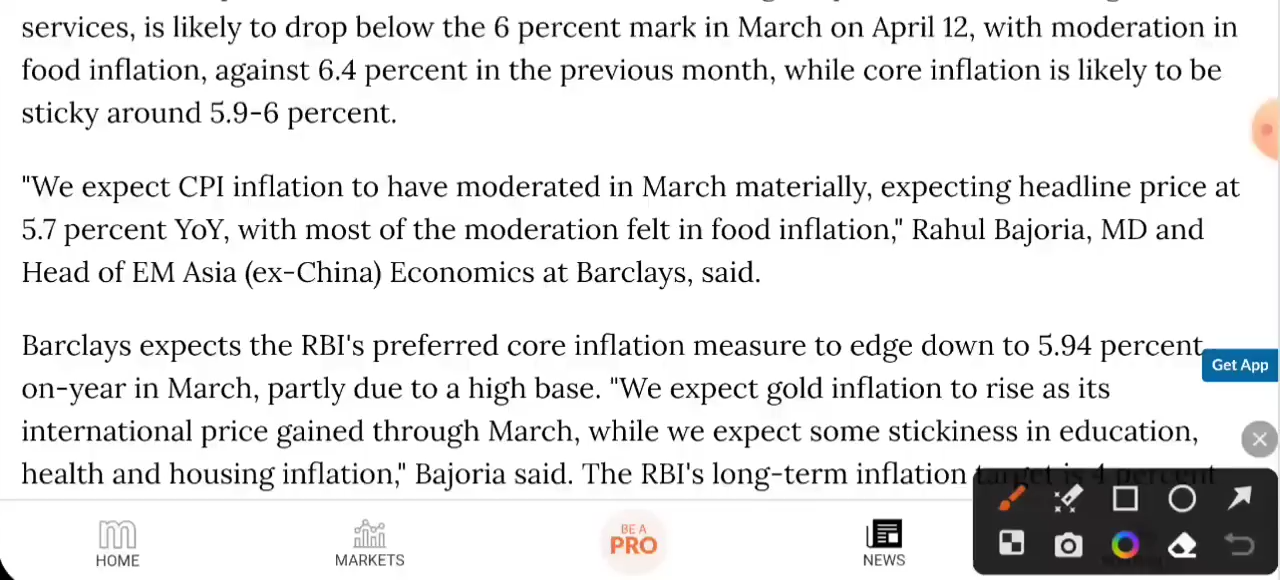 services, is likely to drop below the 6 percent mark in March on April 12, with moderation in
food inflation, against 6.4 percent in the previous month, while core inflation is likely to be
sticky around 5.9-6 percent.
"We expect CPI inflation to have moderated in March materially, expecting headline price at
5.7 percent YoY, with most of the moderation felt in food inflation," Rahul Bajoria, MD and
Head of EM Asia (ex-China) Economics at Barclays, said.
Barclays expects the RBI's preferred core inflation measure to edge down to 5.94 percent
on-year in March, partly due to a high base. "We expect gold inflation to rise as its
Get App
international price gained through March, while we expect some stickiness in education,
health and housing inflation," Bajoria said. The RBI's long-term inflation target is 4 percent
HOME
MARKETS
BE A
PRO
NEWS